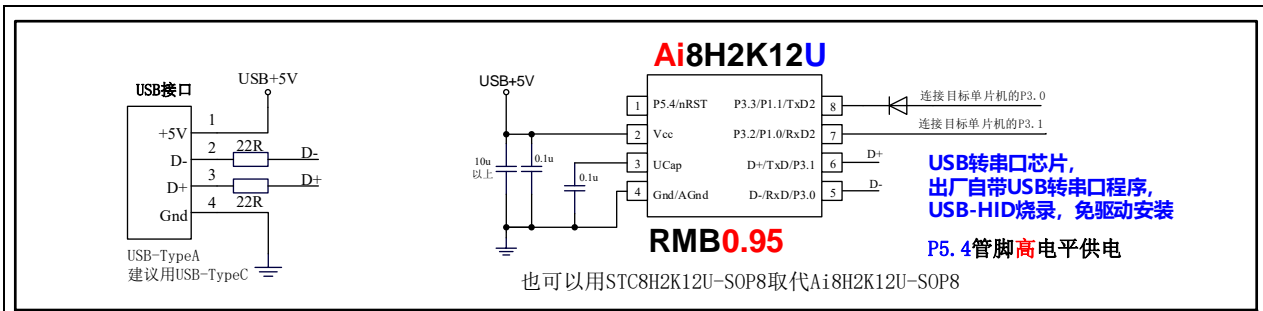 Ai8H2K12U
USB接口
USB+5V
1
+5V
2
22R
D-
D-
3
D+
D+
4
22R
Gnd
USB-TypeA
建议用USB-TypeC
USB+5V
10u
以上
0.1u
0.1u
1
P5.4/nRST
P3.3/P1.1/TxD2
8
连接目标单片机的P3.0
2
Vcc
P3.2/P1.0/RxD2
7
连接目标单片机的P3.1
3
UCap
D+/TxD/P3.1
6
D+
4
Gnd/AGnd
D-/RxD/P3.0
5
D-
RMB0.95
USB转串口芯片,
出厂自带USB转串口程序,
USB-HID烧录，免驱动安装
P5.4管脚高电平供电
也可以用STC8H2K12U-SOP8取代Ai8H2K12U-SOP8